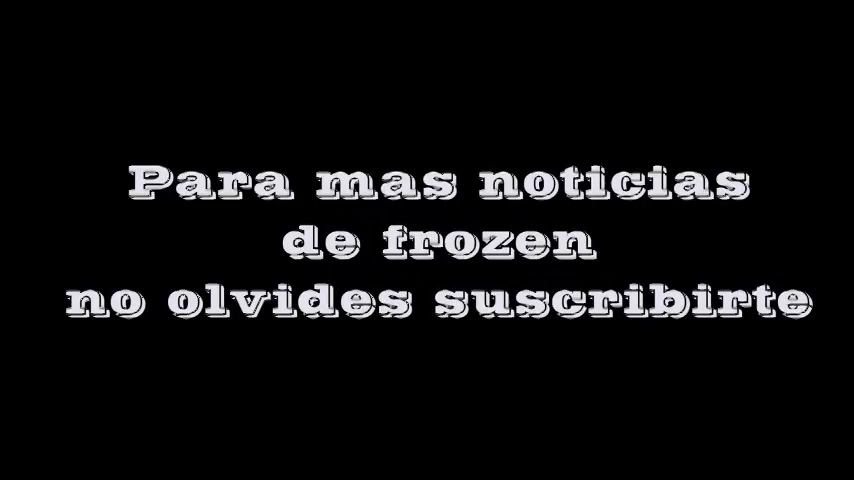 Para mas noticias
de frozen
no olvides suscribirte